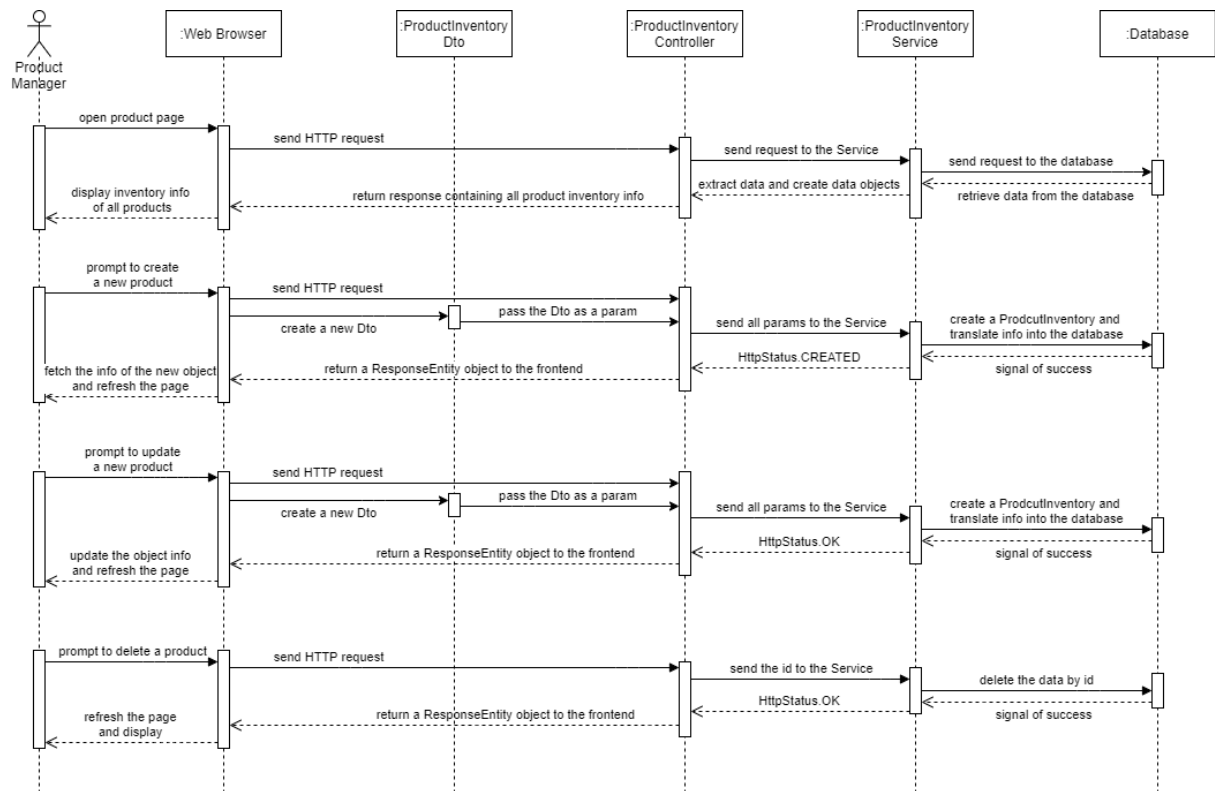 Product
Manager
:Web Browser
:ProductInventory
Dto
:ProductInventory
Controller
:ProductInventory
Service
:Database
open product page
send HTTP request
send request to the Service
send request to the database
retrieve data from the database
extract data and create data objects
return response containing all product inventory info
display inventory info
of all products
prompt to create
a new product
send HTTP request
create a new Dto
pass the Dto as a param
send all params to the Service
create a ProdcutInventory and
translate info into the database
signal of success
HttpStatus.CREATED
return a ResponseEntity object to the frontend
fetch the info of the new object
and refresh the page
prompt to update
a new product
send HTTP request
create a new Dto
pass the Dto as a param
send all params to the Service
create a ProdcutInventory and
translate info into the database
signal of success
HttpStatus.OK
return a ResponseEntity object to the frontend
update the object info
and refresh the page
prompt to delete a product
send HTTP request
send the id to the Service
delete the data by id
signal of success
HttpStatus.OK
return a ResponseEntity object to the frontend
refresh the page
and display